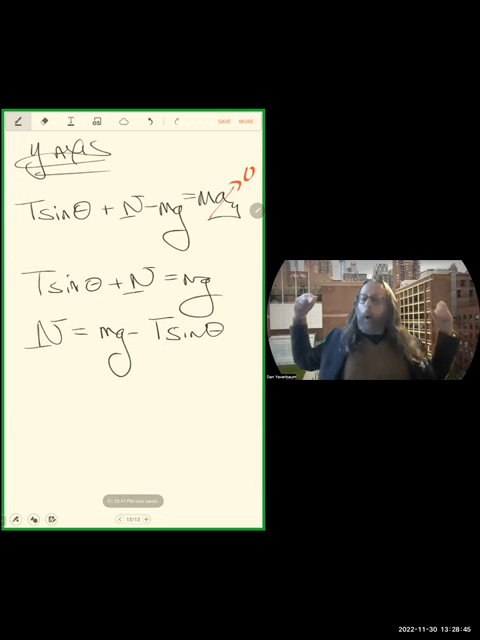 SAVE MORE
y axis
Tsinθ + N - mg = may 0
Tsinθ + N = mg
N = mg - Tsinθ
Dan Yaverbaum
13/13
2022-11-30 13:28:45